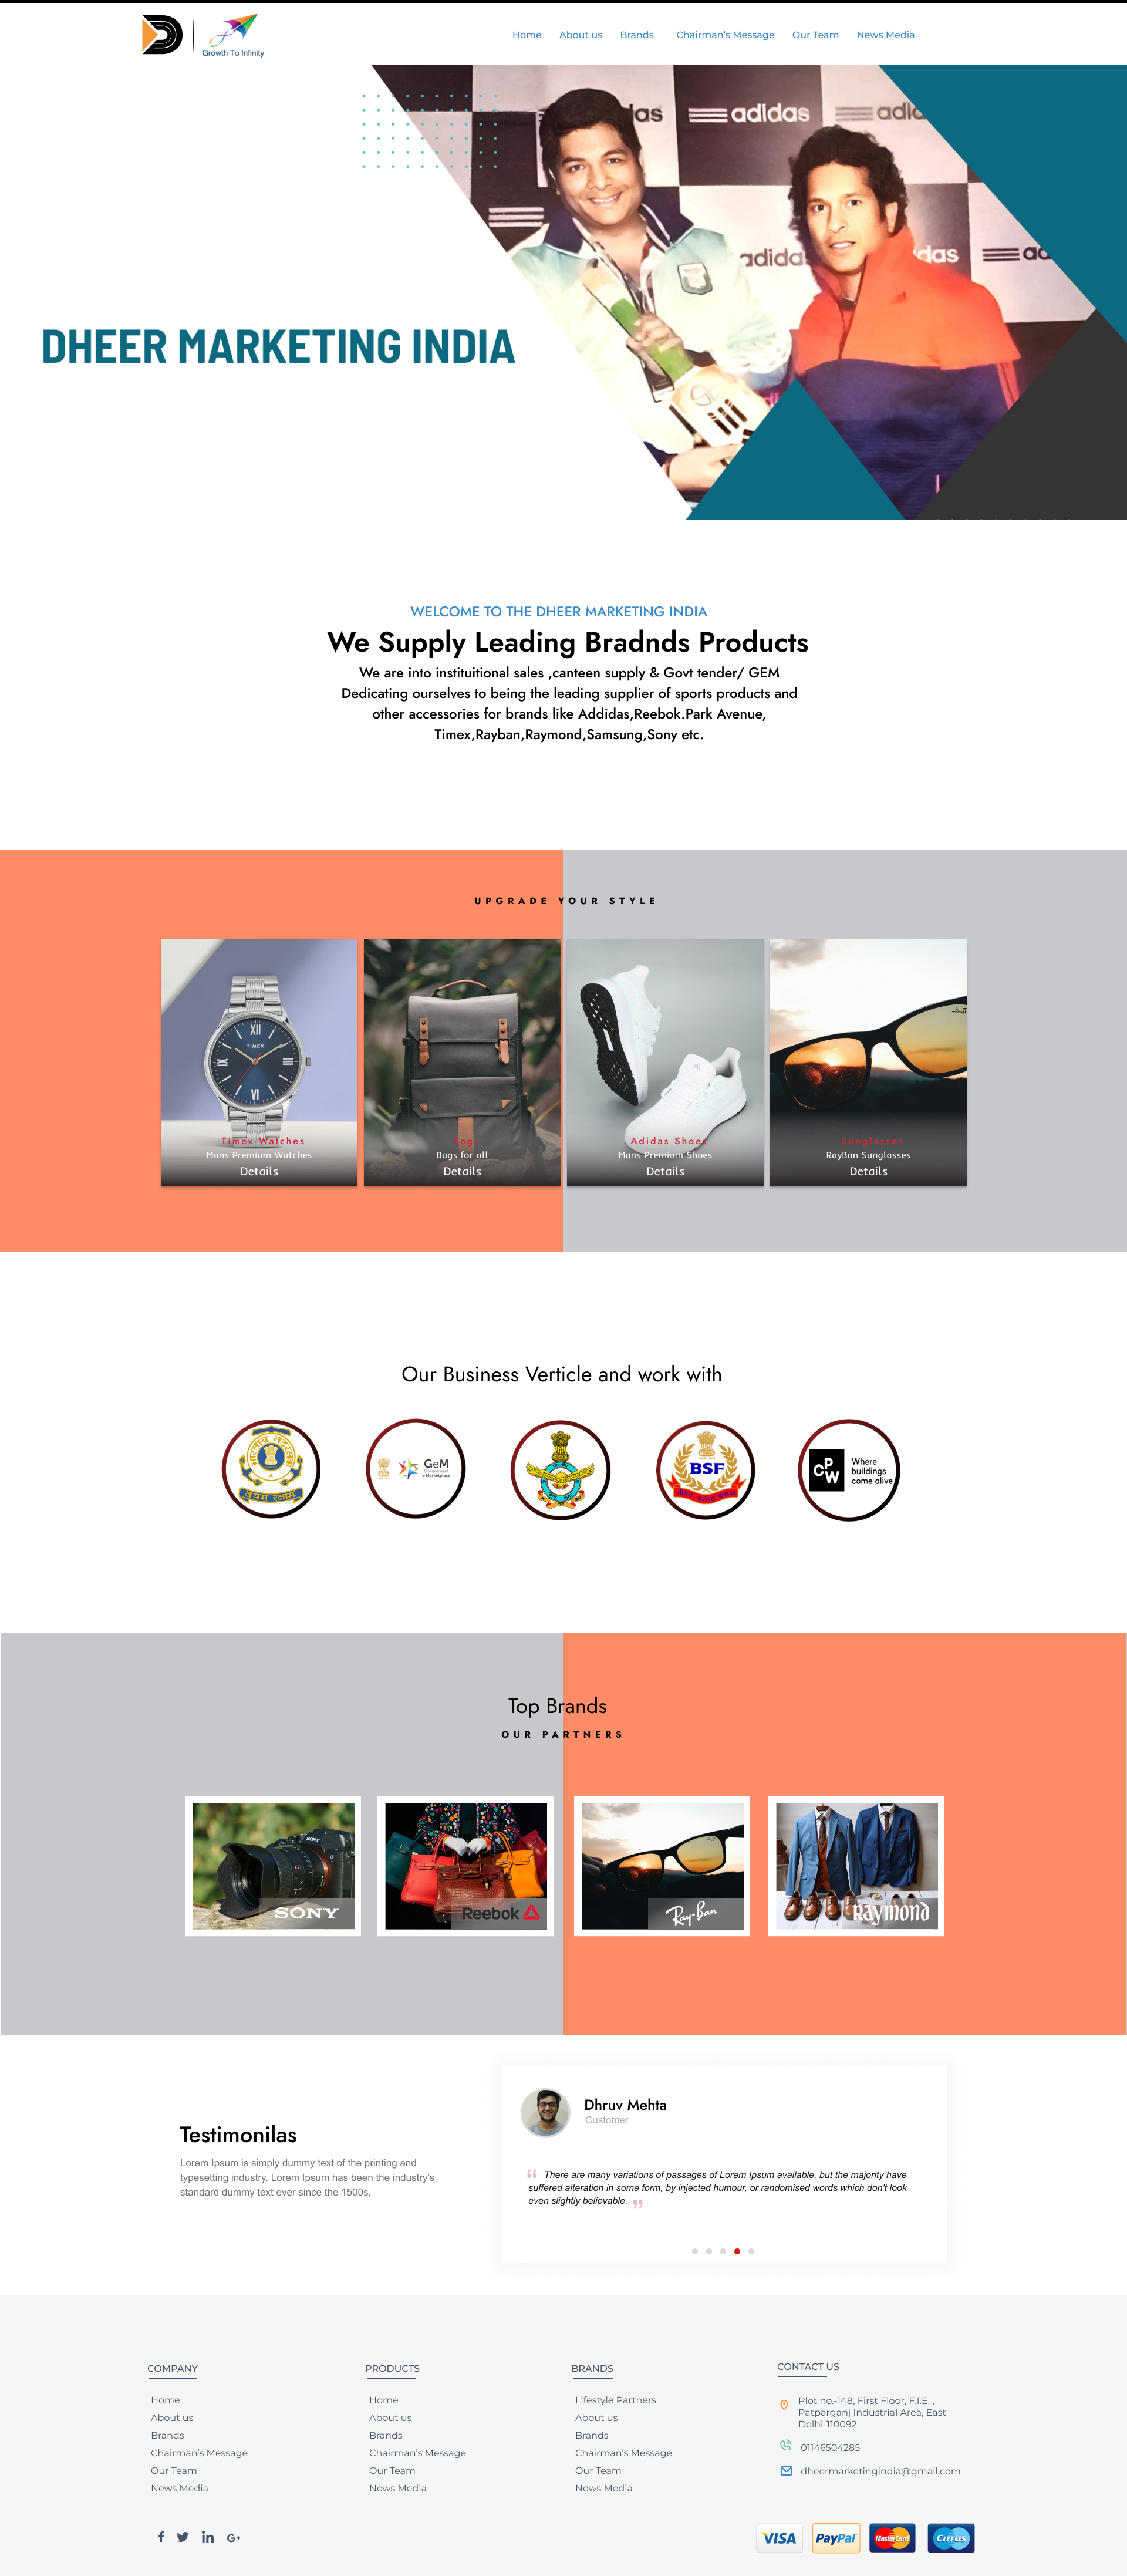 Growth To Infinity
Home About us Brands Chairman's Message Our Team News Media
adidas
adidas
adidas
adidas
DHEER MARKETING INDIA
WELCOME TO THE DHEER MARKETING INDIA
We Supply Leading Bradnds Products
We are into instituitional sales ,canteen supply & Govt tender/ GEM
Dedicating ourselves to being the leading supplier of sports products and
other accessories for brands like Addidas,Reebok.Park Avenue,
Timex,Rayban,Raymond,Samsung,Sony etc.
UPGRADE YOUR STYLE
TIMEX
Timex Watches
Mans Premium Watches
Details
Bags
Bags for all
Details
Adidas Shoes
Mans Premium Shoes
Details
Sunglasses
RayBan Sunglasses
Details
Our Business Verticle and work with
GeM
Government
e Marketplace
BSF
CPW
Where
buildings
come alive
Top Brands
OUR PARTNERS
SONY
SONY
Reebok
Ray-Ban
Raymond
Testimonilas
Lorem Ipsum is simply dummy text of the printing and
typesetting industry. Lorem Ipsum has been the industry's
standard dummy text ever since the 1500s,
Dhruv Mehta
Customer
There are many variations of passages of Lorem Ipsum available, but the majority have
suffered alteration in some form, by injected humour, or randomised words which don't look
even slightly believable.
COMPANY
Home
About us
Brands
Chairman's Message
Our Team
News Media
PRODUCTS
Home
About us
Brands
Chairman's Message
Our Team
News Media
BRANDS
Lifestyle Partners
About us
Brands
Chairman's Message
Our Team
News Media
CONTACT US
Plot no.-148, First Floor, F.I.E. ,
Patparganj Industrial Area, East
Delhi-110092
01146504285
dheermarketingindia@gmail.com
VISA PayPal MasterCard Cirrus